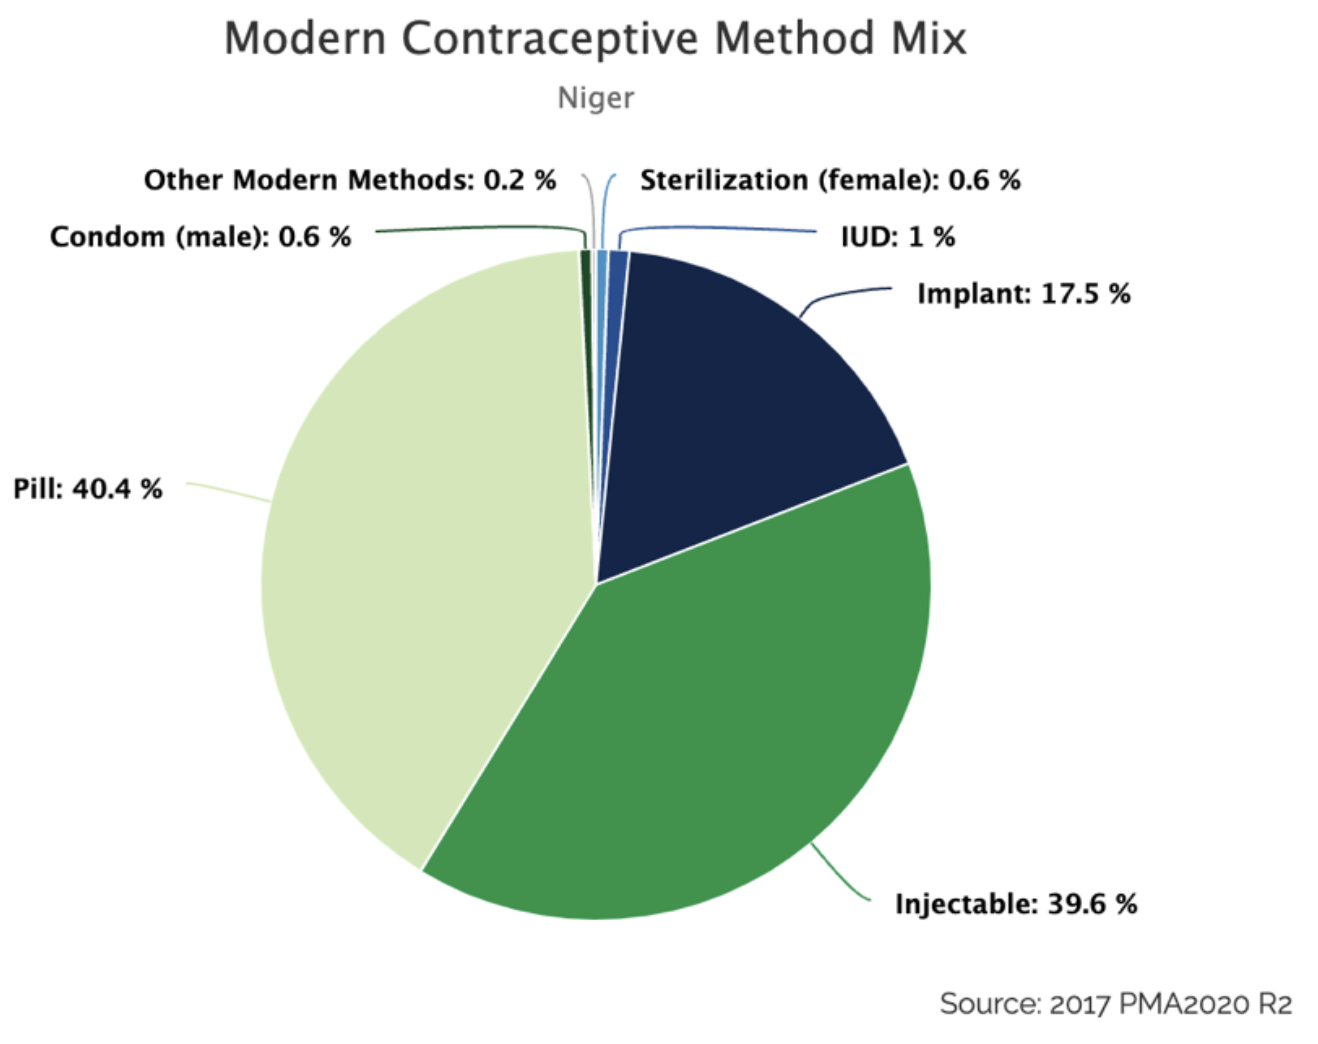 Modern Contraceptive Method Mix
Niger
Other Modern Methods: 0.2 %
Sterilization (female): 0.6 %
Condom (male): 0.6 %
IUD: 1 %
Implant: 17.5 %
Pill: 40.4 %
Injectable: 39.6 %
Source: 2017 PMA2020 R2